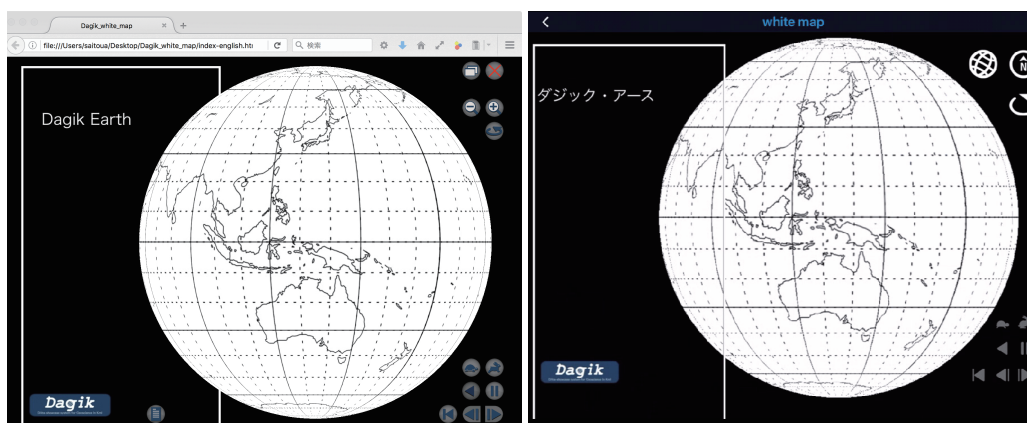 Dagik_white_map
file:///Users/saitoua/Desktop/Dagik_white_map/index-english.ht
検索
Dagik Earth
Dagik
white map
ダジック・アース
N
Dagik